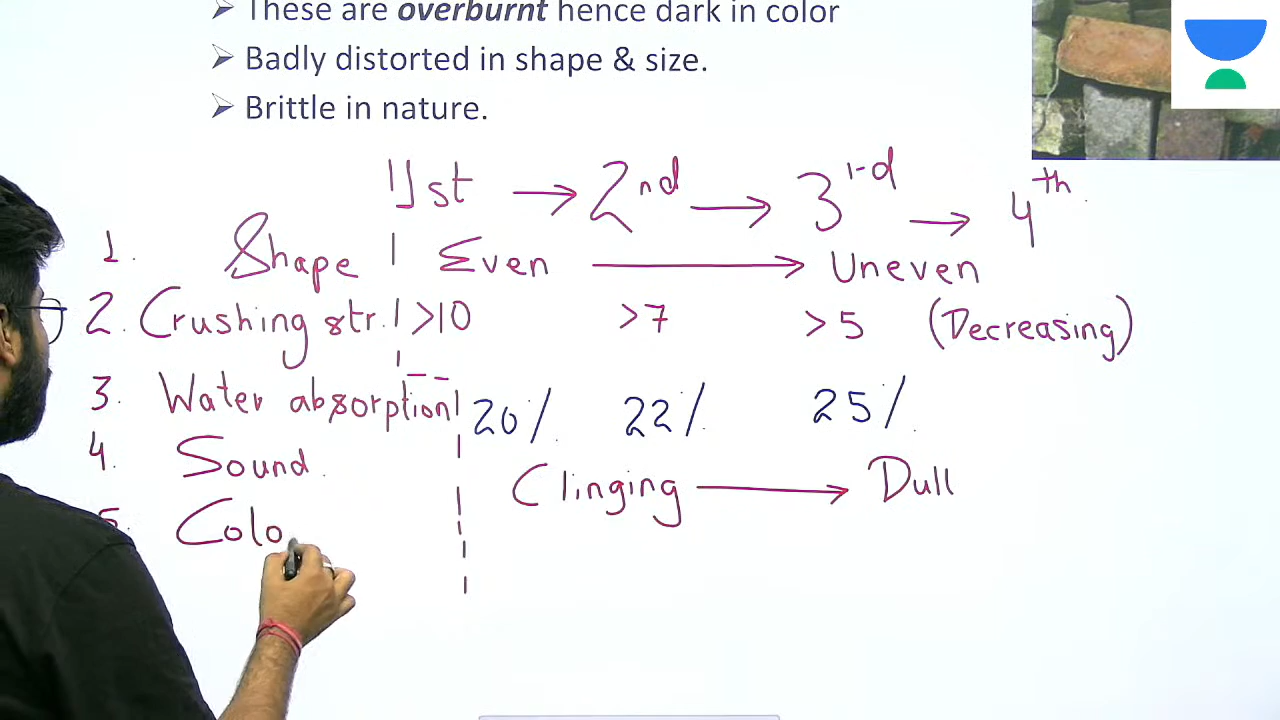 ➢ These are overburnt hence dark in color
➢ Badly distorted in shape & size.
➢ Brittle in nature.
1st → 2nd → 3rd → 4th
1. Shape Even → Uneven
2. Crushing str. >10 >7 >5 (Decreasing)
3. Water absorption 20% 22% 25%
4. Sound Clinging → Dull
5. Colo